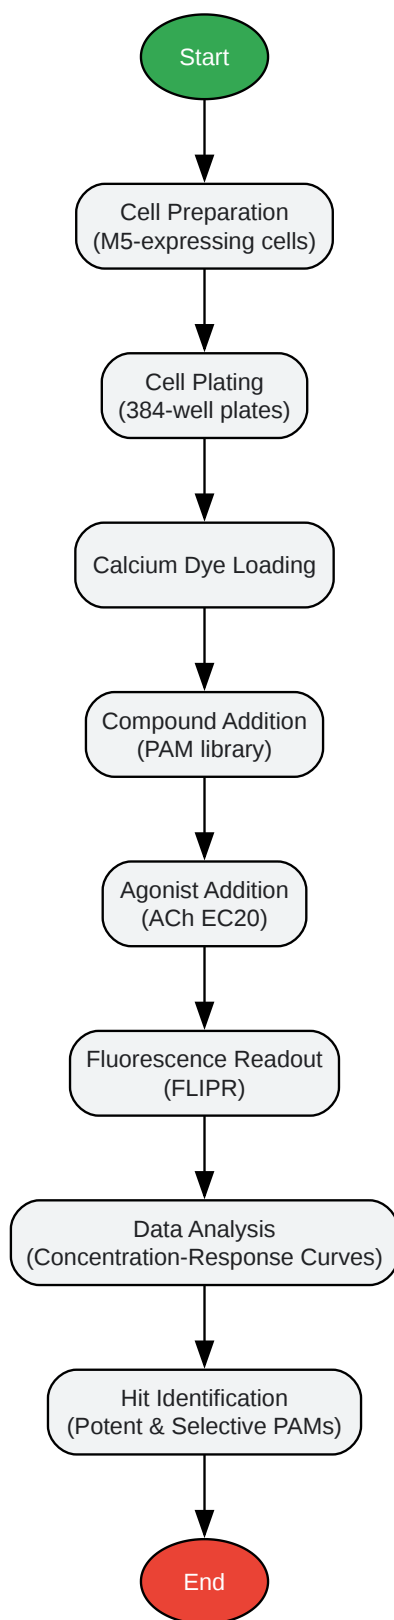 Start
Cell Preparation
(M5-expressing cells)
Cell Plating
(384-well plates)
Calcium Dye Loading
Compound Addition
(PAM library)
Agonist Addition
(ACh EC20)
Fluorescence Readout
(FLIPR)
Data Analysis
(Concentration-Response Curves)
Hit Identification
(Potent & Selective PAMs)
End